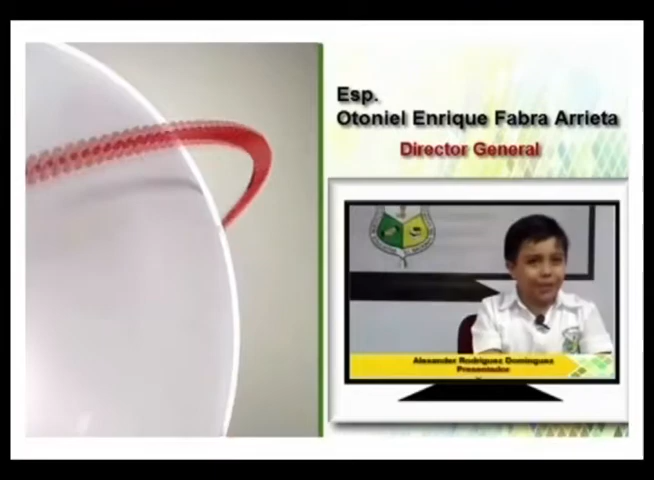 Esp.
Otoniel Enrique Fabra Arrieta
Director General
Alexander Rodriguez Dominguez
Presentador